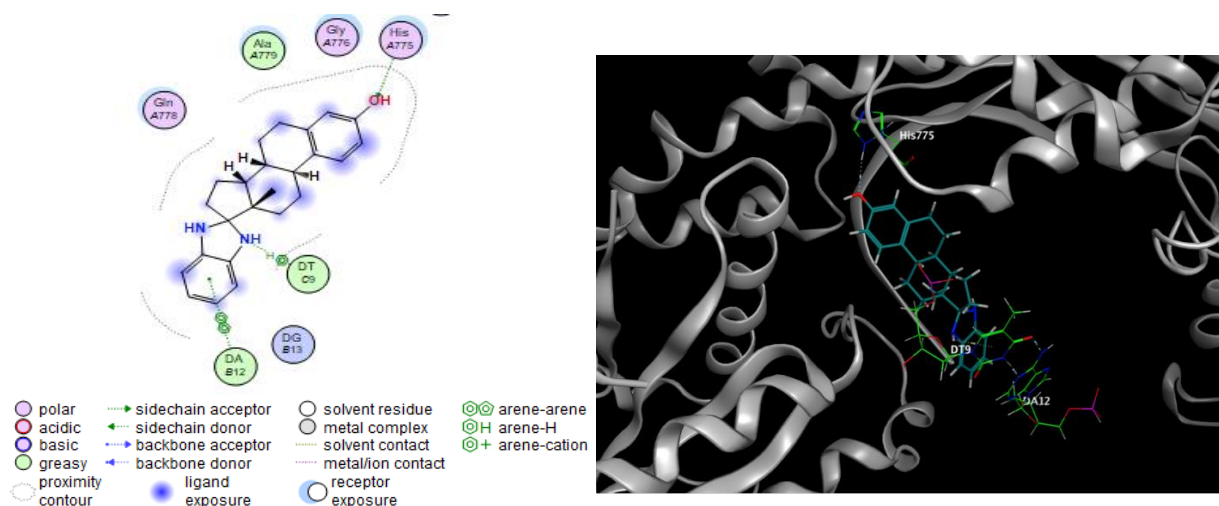 Ala
A779
Gly
A776
His
A775
Gln
A778
OH
H
H
HN
NH
H
DT
C9
DG
B13
DA
B12
polar
acidic
basic
greasy
proximity
contour
sidechain acceptor
sidechain donor
backbone acceptor
backbone donor
ligand
exposure
solvent residue
metal complex
solvent contact
metal/ion contact
receptor
exposure
arene-arene
H arene-H
+ arene-cation
His775
DT9
DA12